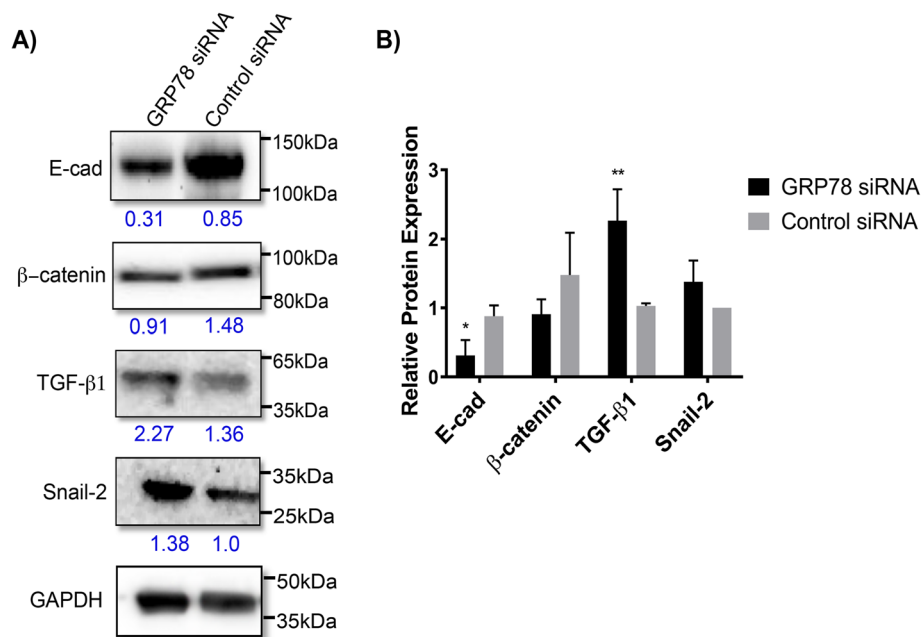 A)
GRP78 siRNA
Control siRNA
E-cad
150kDa
100kDa
0.31 0.85
β-catenin
100kDa
80kDa
0.91 1.48
TGF-β1
65kDa
35kDa
2.27 1.36
Snail-2
35kDa
25kDa
1.38 1.0
GAPDH
50kDa
35kDa
B)
Relative Protein Expression
3
2
1
0
*
**
E-cad
β-catenin
TGF-β1
Snail-2
GRP78 siRNA
Control siRNA